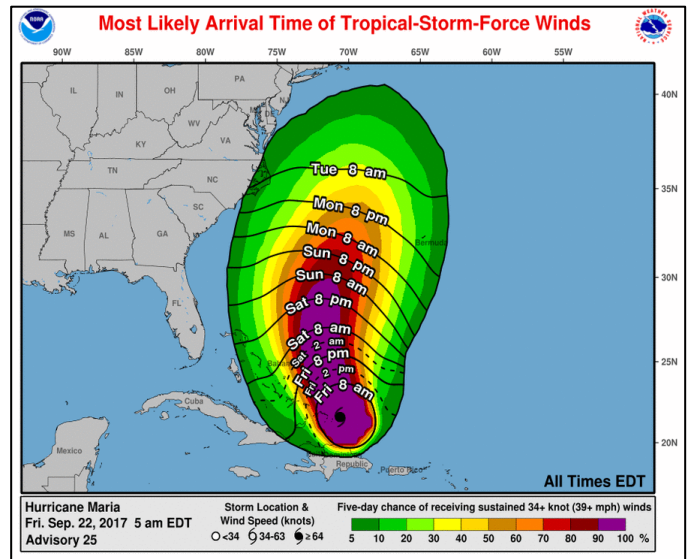 Most Likely Arrival Time of Tropical-Storm-Force Winds
NOAA
90W 85W 80W 75W 70W 65W 60W 55W
40N
35N
30N
25N
20N
IL
IN
OH
PA
WV
VA
KY
TN
NC
SC
MS
AL
GA
FL
Bermuda
Cuba
Mexico
Republic
Puerto Rico
Tue 8 am
Mon 8 pm
Mon 8 am
Sun 8 pm
Sun 8 am
Sat 8 pm
Sat 8 am
Sat 2 am
Fri 8 pm
Fri 2 pm
Fri 8 am
All Times EDT
Hurricane Maria
Fri. Sep. 22, 2017 5 am EDT
Advisory 25
Storm Location &
Wind Speed (knots)
<34 34-63 ≥64
Five-day chance of receiving sustained 34+ knot (39+ mph) winds
5 10 20 30 40 50 60 70 80 90 100 %